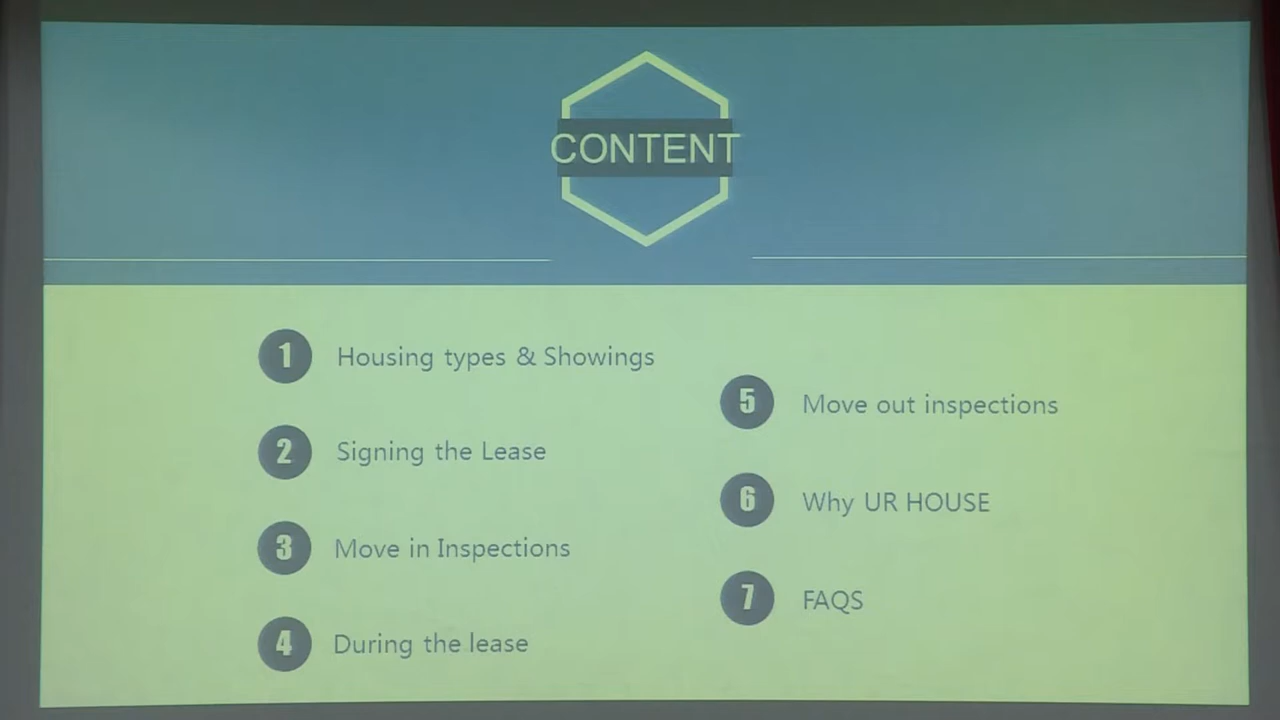 CONTENT
1 Housing types & Showings
2 Signing the Lease
3 Move in Inspections
4 During the lease
5 Move out inspections
6 Why UR HOUSE
7 FAQS